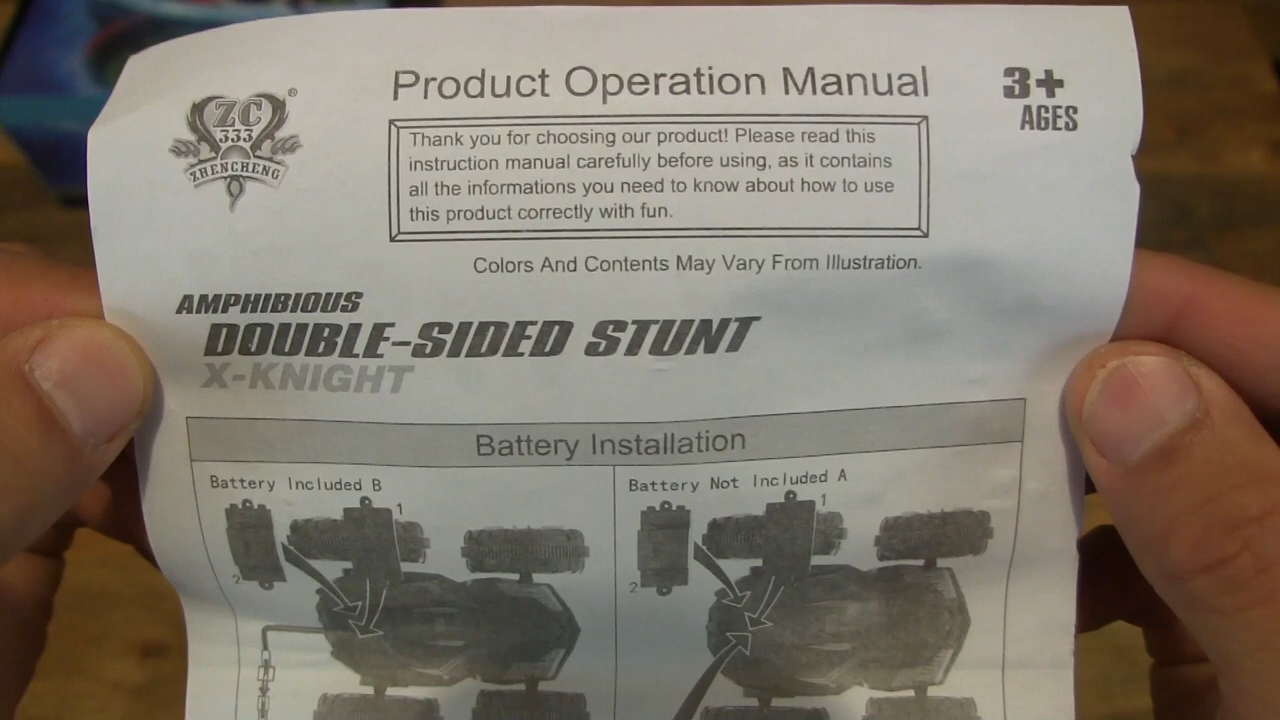 ZC
333
ZHENCHENG
®
Product Operation Manual
3+
AGES
Thank you for choosing our product! Please read this
instruction manual carefully before using, as it contains
all the informations you need to know about how to use
this product correctly with fun.
Colors And Contents May Vary From Illustration.
AMPHIBIOUS
DOUBLE-SIDED STUNT
X-KNIGHT
Battery Installation
Battery Included B
1
2
Battery Not Included A
1
2